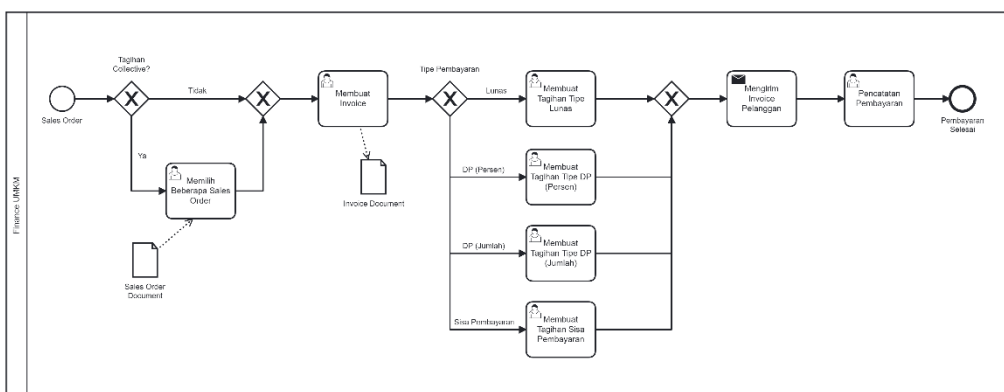 Finance UMKM
Sales Order
Tagihan
Collective?
Tidak
Ya
Memilih
Beberapa Sales
Order
Sales Order
Document
Membuat
Invoice
Invoice Document
Tipe Pembayaran
Lunas
DP (Persen)
DP (Jumlah)
Sisa Pembayaran
Membuat
Tagihan Tipe
Lunas
Membuat
Tagihan Tipe DP
(Persen)
Membuat
Tagihan Tipe DP
(Jumlah)
Membuat
Tagihan Sisa
Pembayaran
Mengirim
Invoice
Pelanggan
Pencatatan
Pembayaran
Pembayaran
Selesai